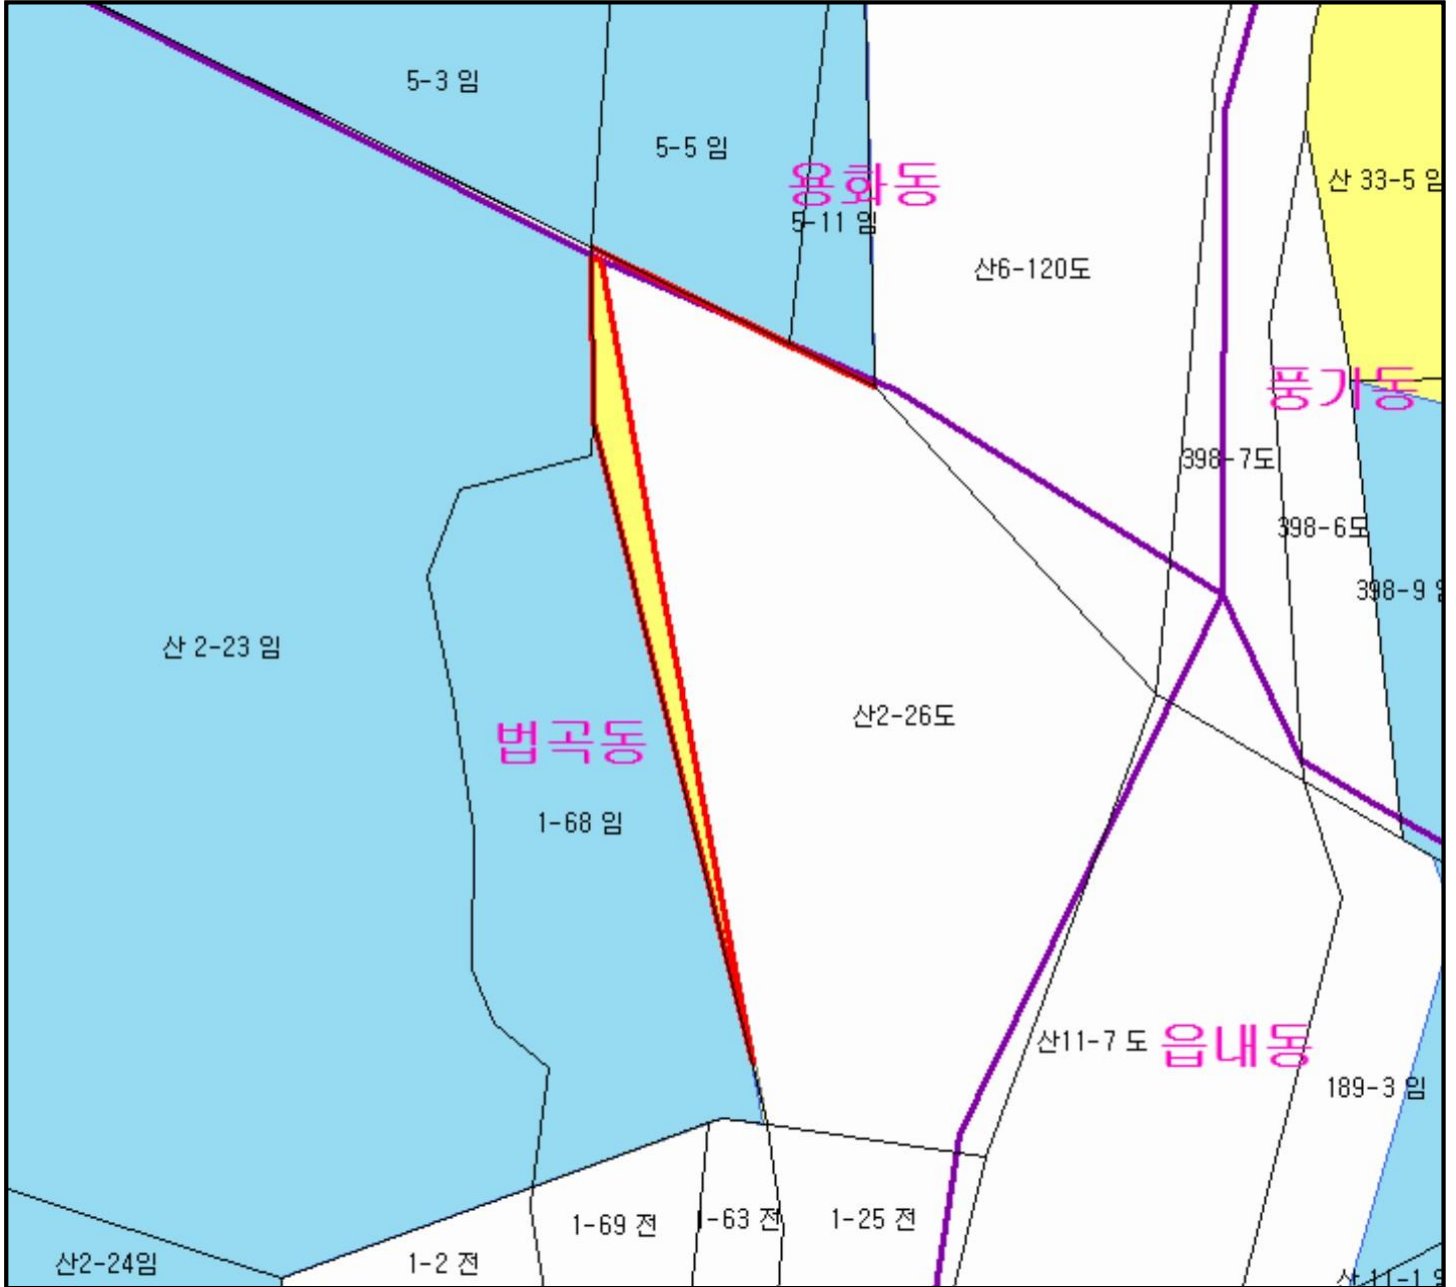 5-3 임
5-5 임
용화동
산 33-5 임
5-11 임
산6-120도
풍기동
398-7도
398-6도
398-9
산 2-23 임
산2-26도
법곡동
1-68 임
산11-7 도
읍내동
189-3 임
1-69 전
1-63 전
1-25 전
산2-24임
1-2 전
산 11-1